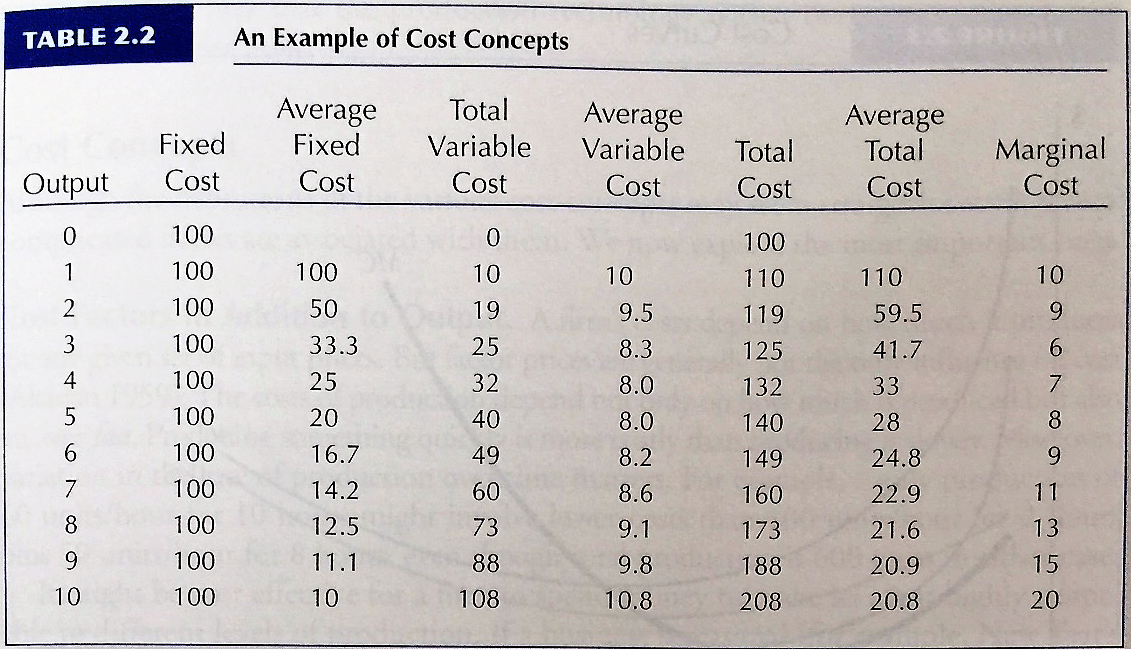 TABLE 2.2 An Example of Cost Concepts
Average Total Average Average
Fixed Fixed Variable Variable Total Total Marginal
Output Cost Cost Cost Cost Cost Cost Cost
0 100 0 100
1 100 100 10 10 110 110 10
2 100 50 19 9.5 119 59.5 9
3 100 33.3 25 8.3 125 41.7 6
4 100 25 32 8.0 132 33 7
5 100 20 40 8.0 140 28 8
6 100 16.7 49 8.2 149 24.8 9
7 100 14.2 60 8.6 160 22.9 11
8 100 12.5 73 9.1 173 21.6 13
9 100 11.1 88 9.8 188 20.9 15
10 100 10 108 10.8 208 20.8 20